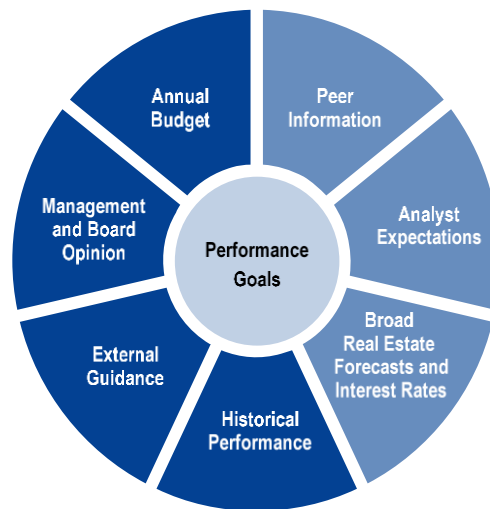 Annual
Budget
Peer
Information
Analyst
Expectations
Broad
Real Estate
Forecasts and
Interest Rates
Historical
Performance
External
Guidance
Management
and Board
Opinion
Performance
Goals